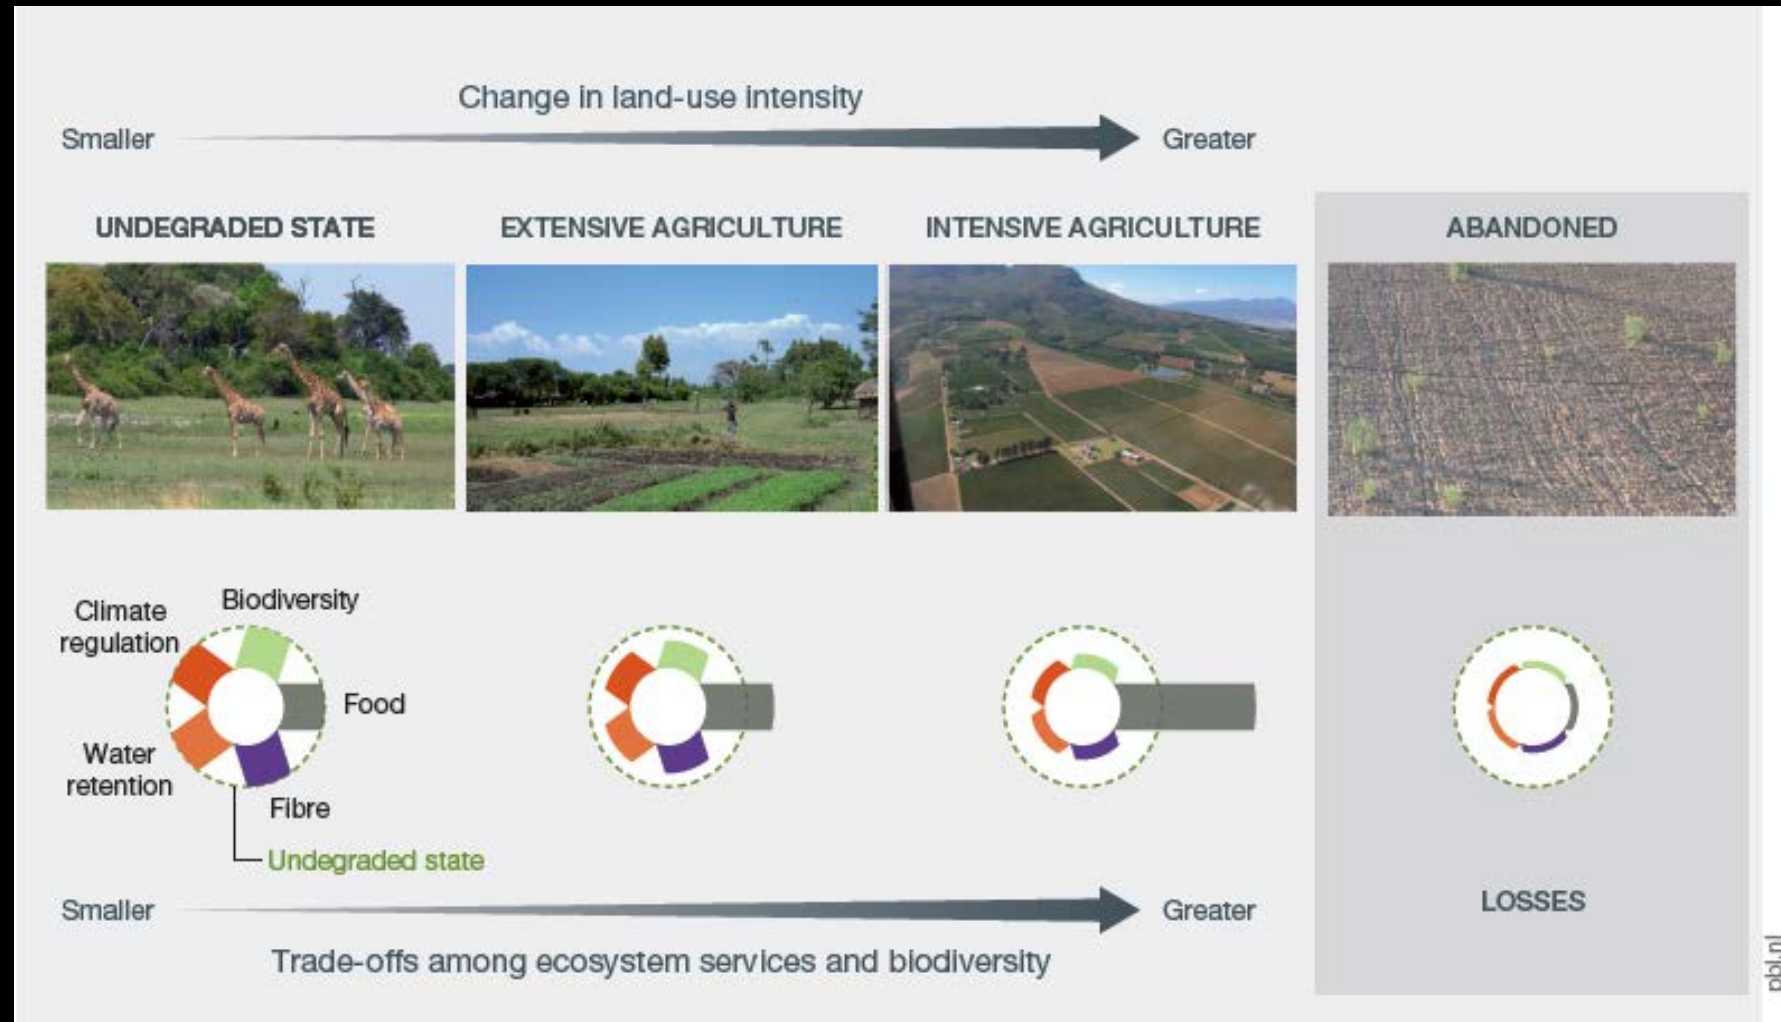 Change in land-use intensity
Smaller
Greater
UNDEGRADED STATE
EXTENSIVE AGRICULTURE
INTENSIVE AGRICULTURE
ABANDONED
Climate
regulation
Biodiversity
Food
Water
retention
Fibre
Undegraded state
Smaller
Greater
LOSSES
Trade-offs among ecosystem services and biodiversity
pbl.nl